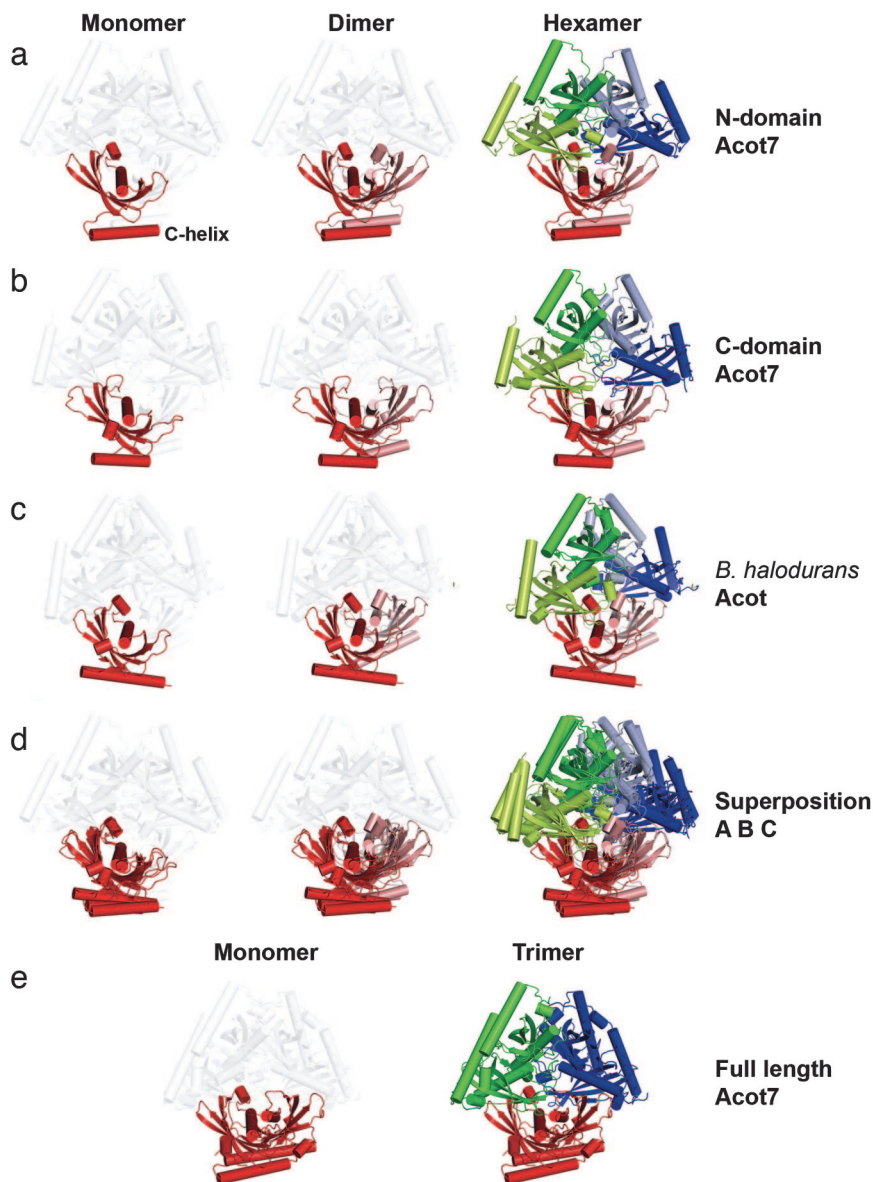 Monomer Dimer Hexamer
a
N-domain
Acot7
C-helix
b
C-domain
Acot7
c
B. halodurans
Acot
d
Superposition
A B C
Monomer Trimer
e
Full length
Acot7